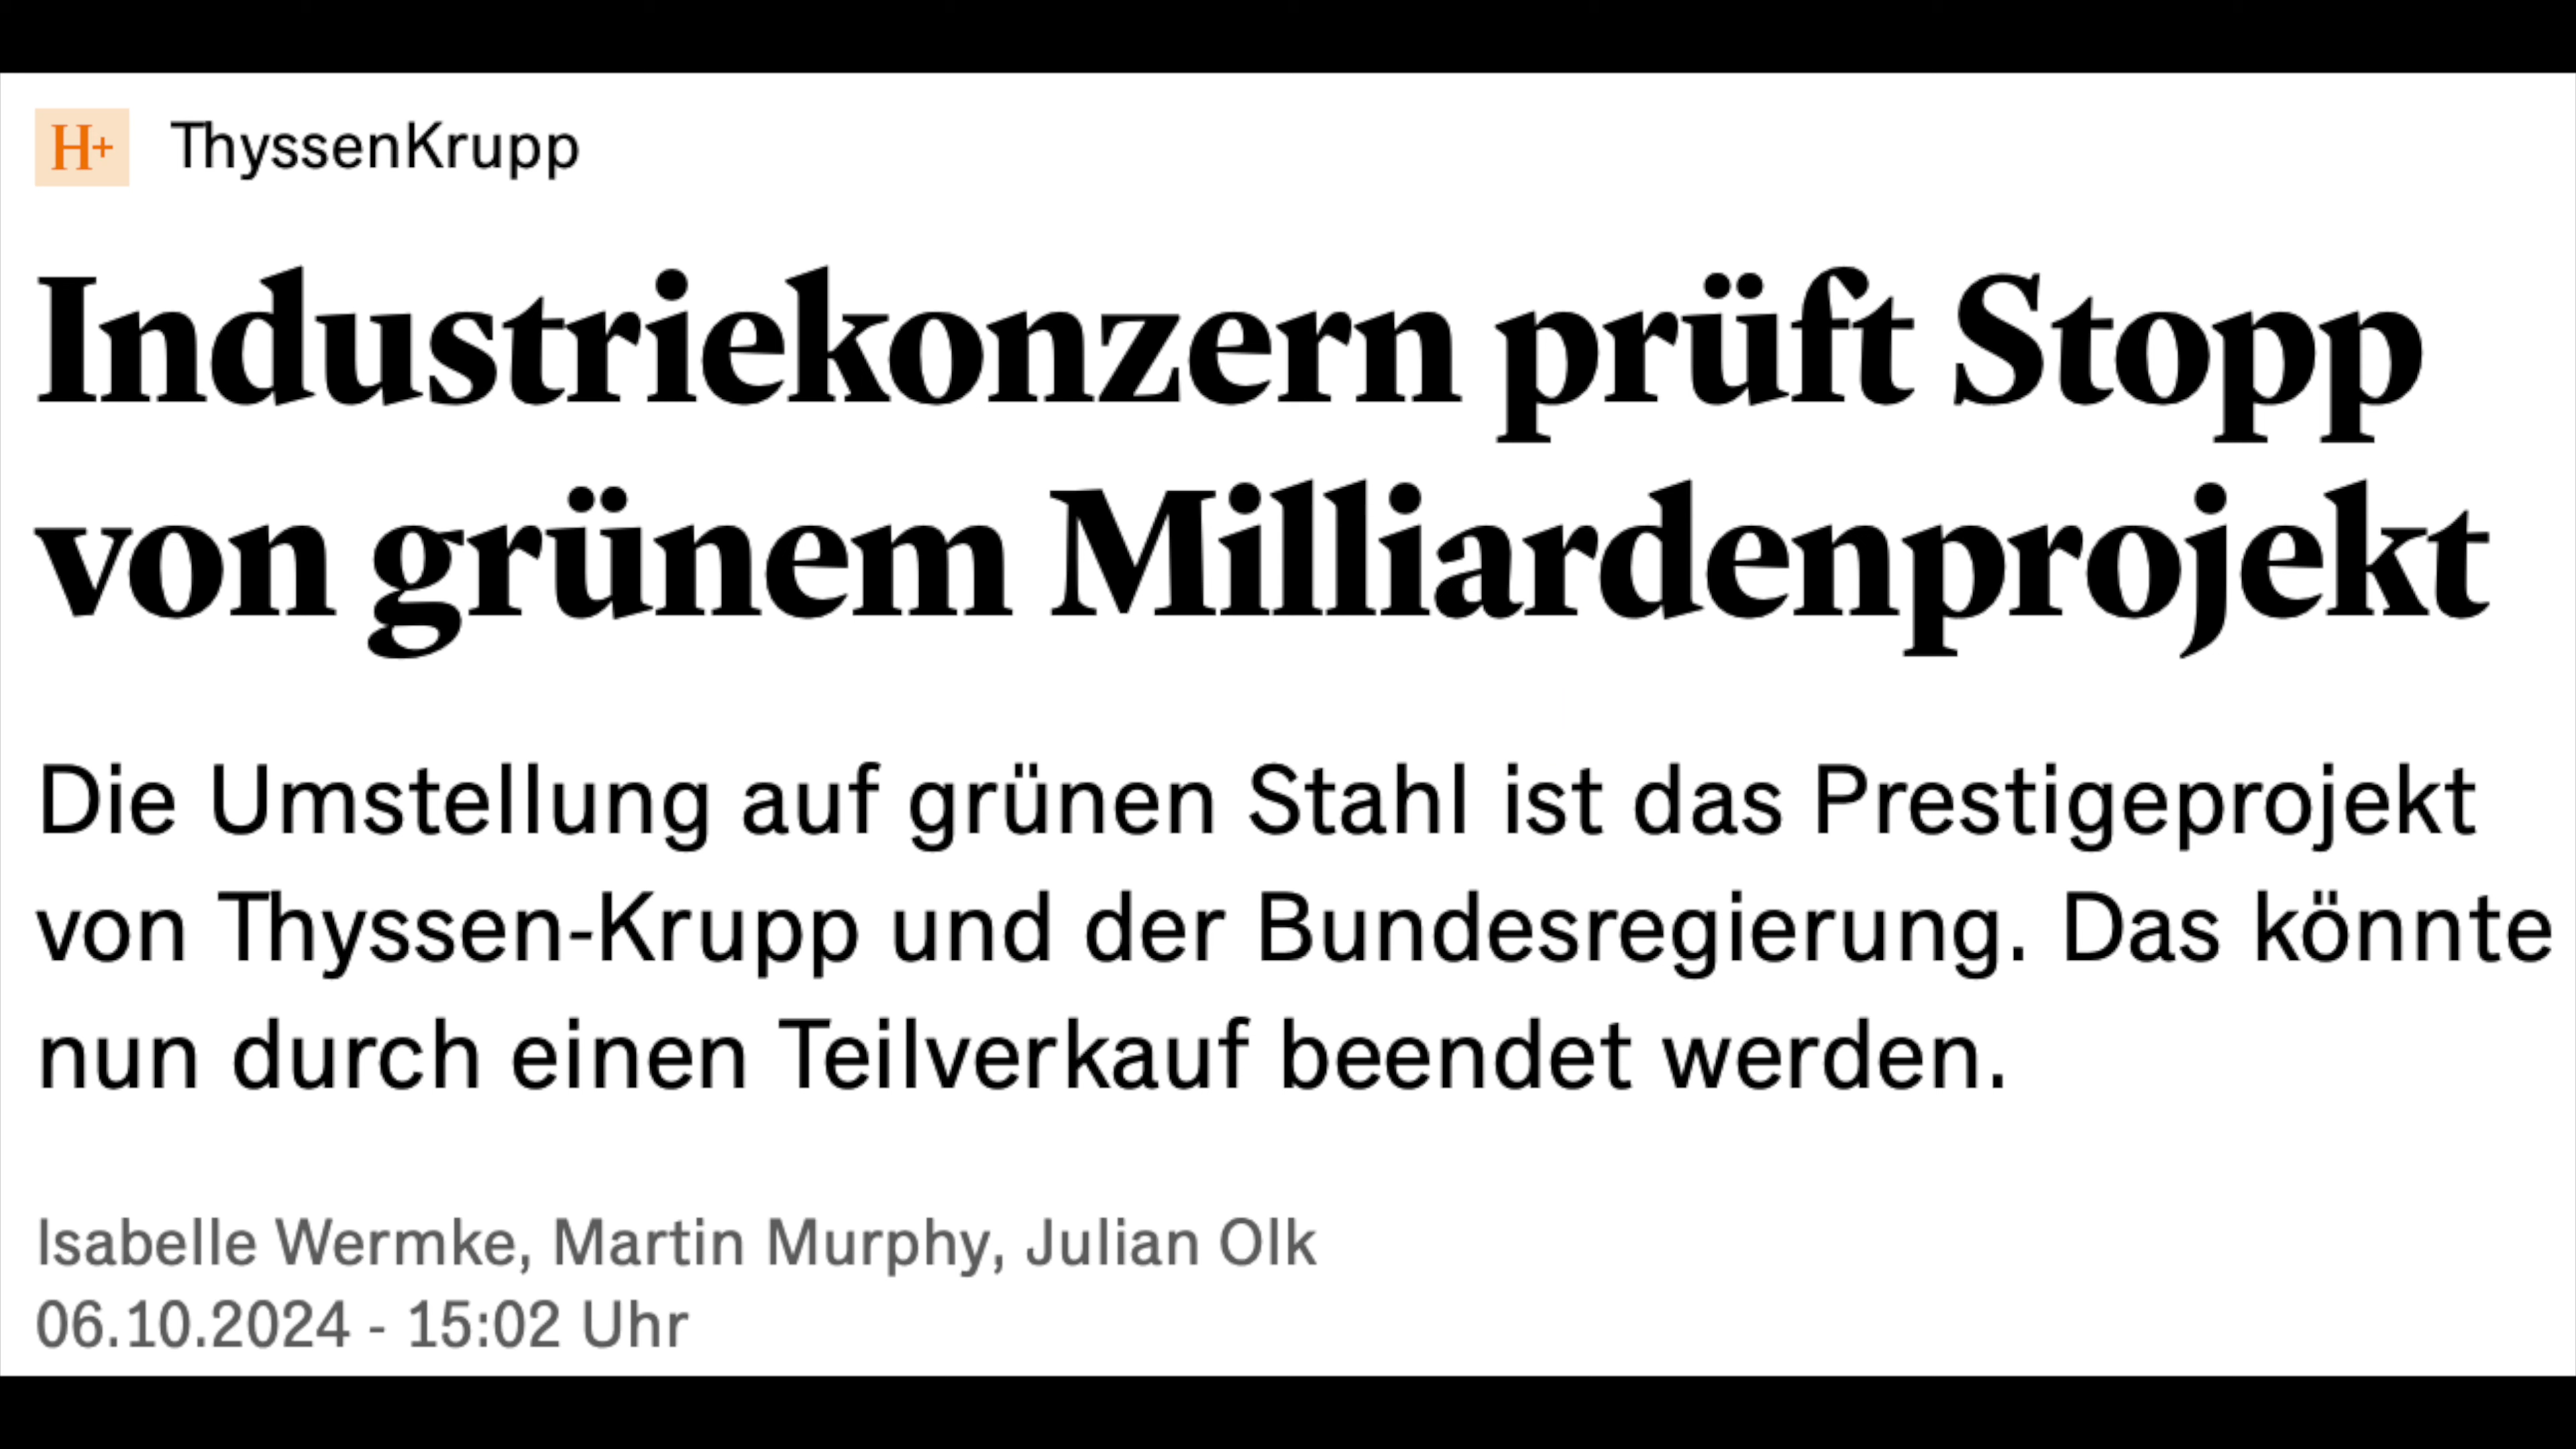 H+ ThyssenKrupp
Industriekonzern prüft Stopp
von grünem Milliardenprojekt
Die Umstellung auf grünen Stahl ist das Prestigeprojekt
von Thyssen-Krupp und der Bundesregierung. Das könnte
nun durch einen Teilverkauf beendet werden.
Isabelle Wermke, Martin Murphy, Julian Olk
06.10.2024 - 15:02 Uhr